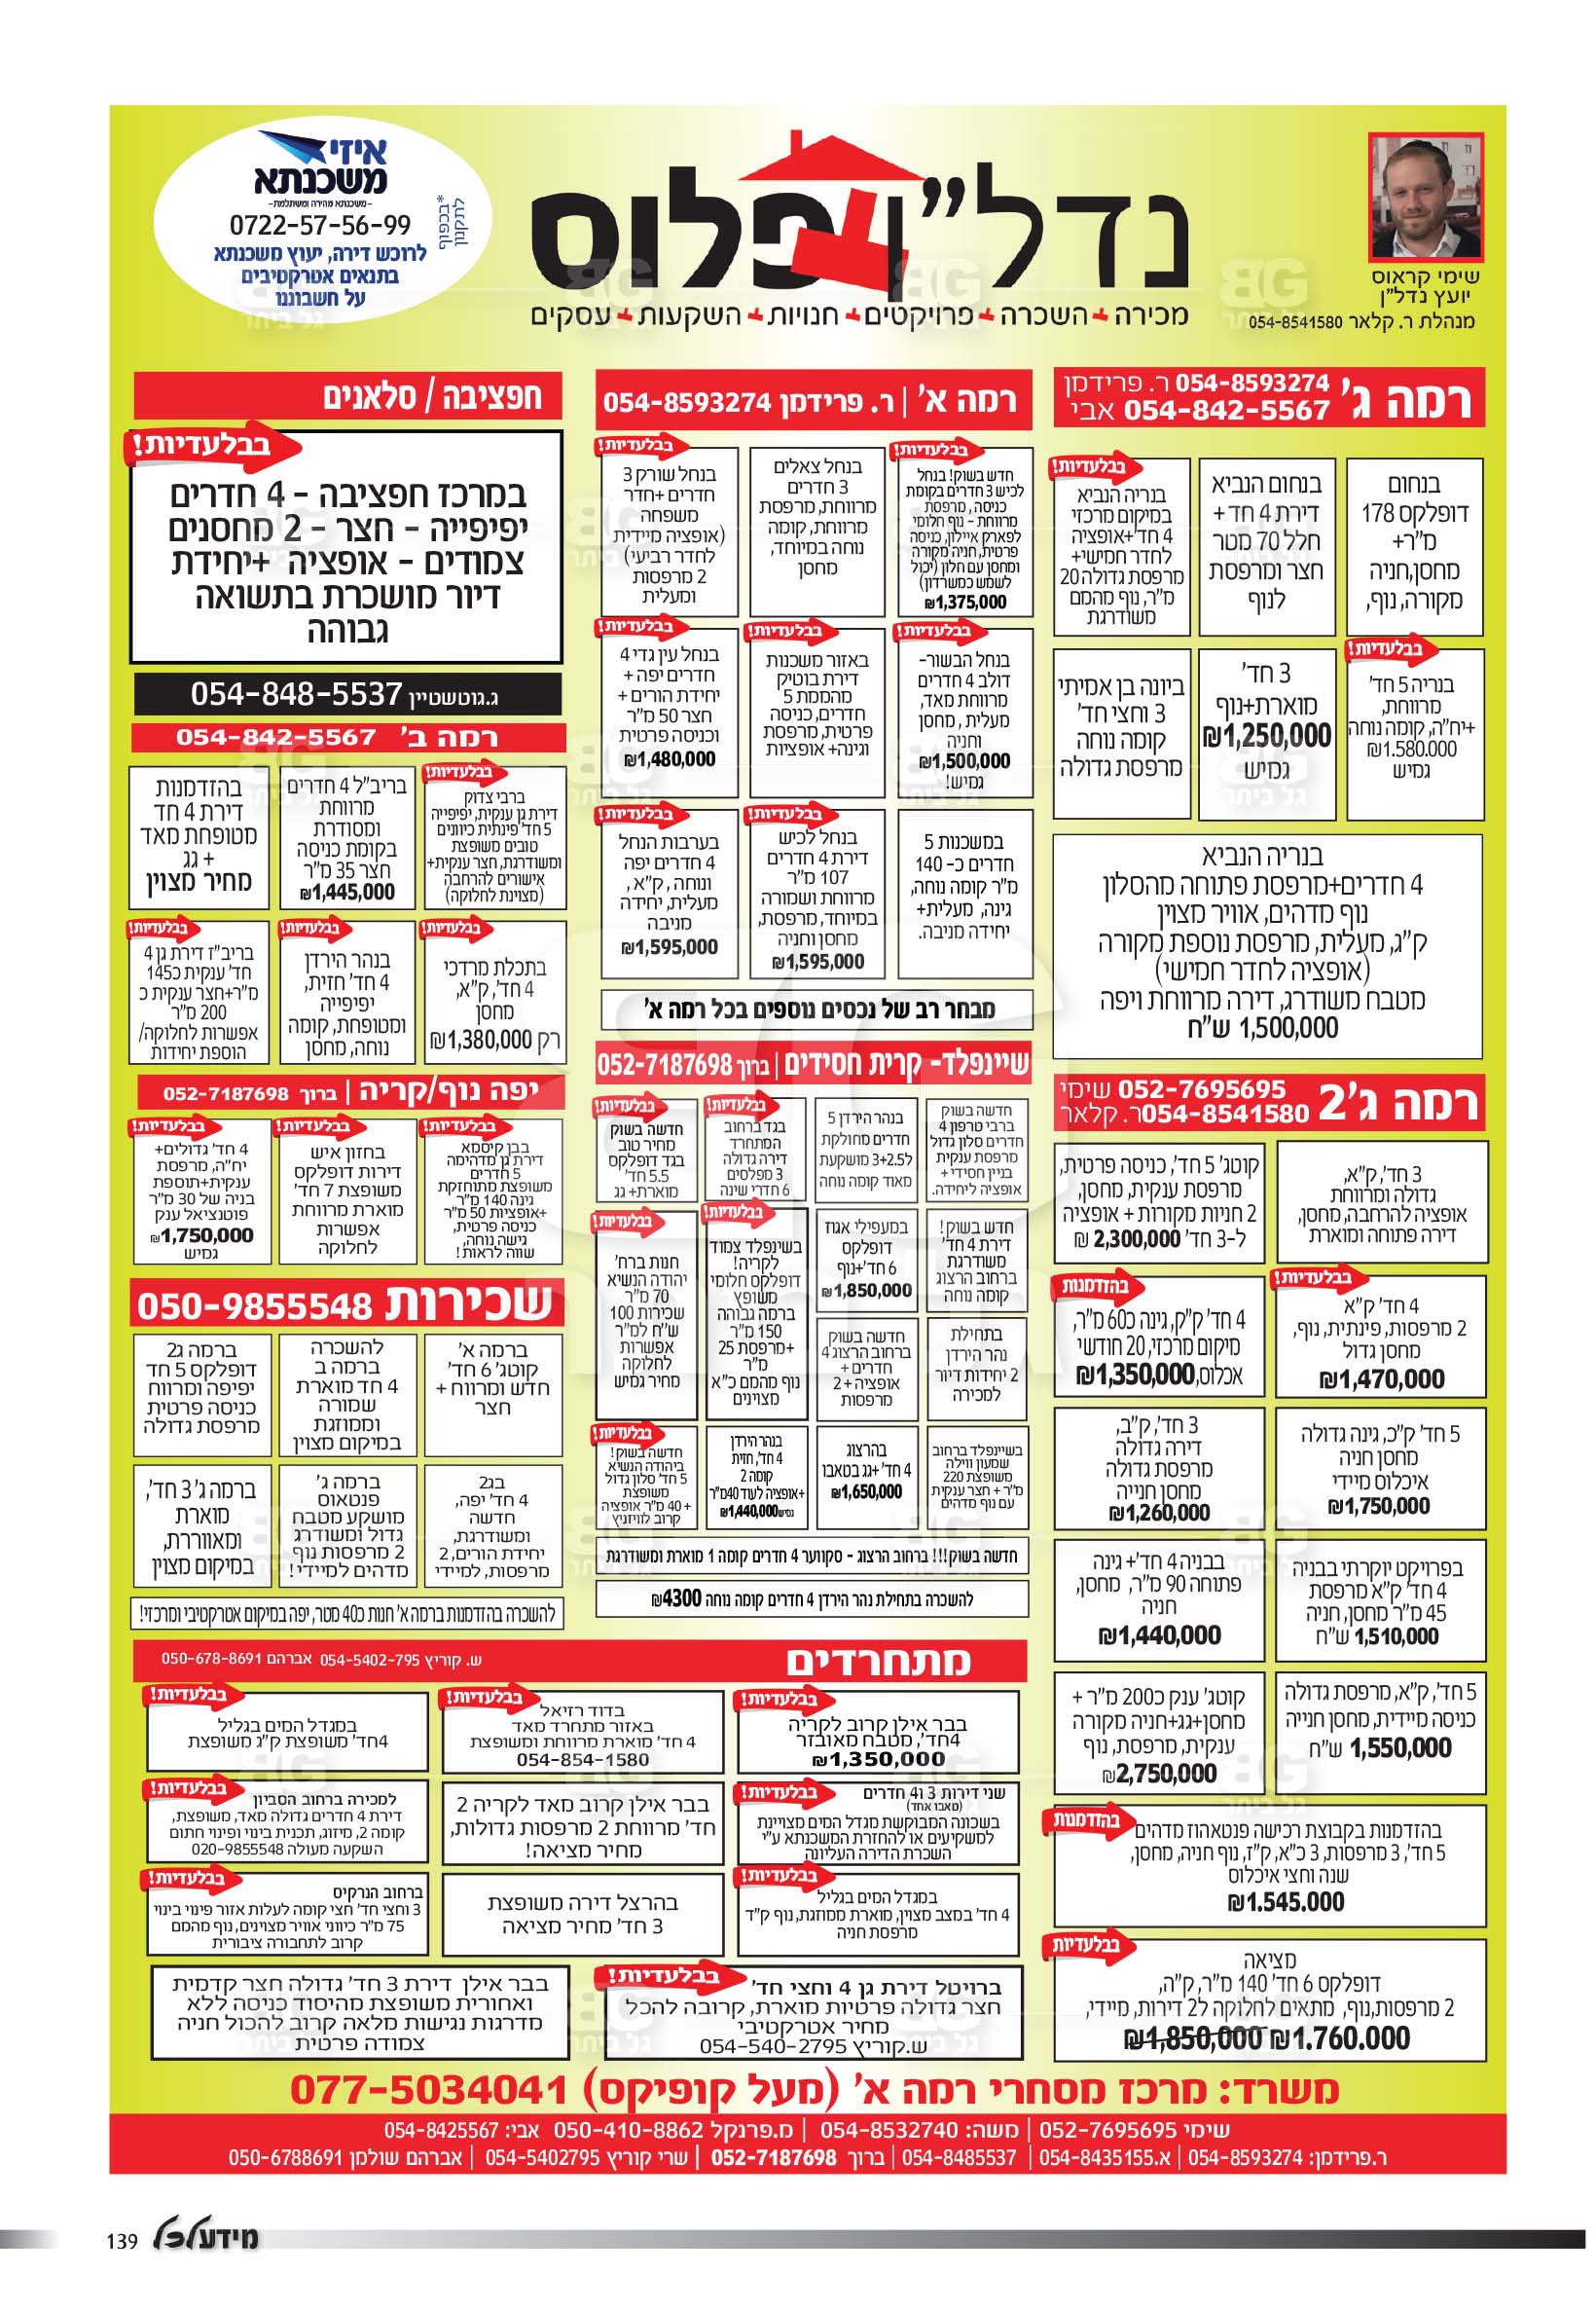 איזי
משכנתא
-משכנתא מהירה ומשתלמת-
0722-57-56-99
לרוכש דירה, יעוץ משכנתא
בתנאים אטרקטיבים
על חשבוננו
*בכפוף
לתקנון
נדל"ן פלוס
מכירה+השכרה+פרויקטים+חנויות+השקעות+עסקים
שימי קראוס
יועץ נדל"ן
מנהלת ר. קלאר 054-8541580
רמה ג'
054-8593274 ר. פרידמן
054-842-5567 אבי
בנחום
דופלקס 178
מ"ר+
מחסן,חניה
מקורה, נוף,
בנחום הנביא
דירת 4 חד +
חלל 70 מטר
חצר ומרפסת
לנוף
בבלעדיות!
בנריה הנביא
במיקום מרכזי
4 חד'+אופציה
לחדר חמישי+
מרפסת גדולה 20
מ"ר, נוף מהמם
משודרגת
בבלעדיות!
בנריה 5 חד'
מרווחת,
+יח"ה, קומה נוחה
1.580.000₪
גמיש
3 חד'
מוארת+נוף
1,250,000₪
גמיש
ביונה בן אמיתי
3 וחצי חד'
קומה נוחה
מרפסת גדולה
בנריה הנביא
4 חדרים+מרפסת פתוחה מהסלון
נוף מדהים, אוויר מצוין
ק"ג, מעלית, מרפסת נוספת מקורה
(אופציה לחדר חמישי)
מטבח משודרג, דירה מרווחת ויפה
1,500,000 ש"ח
רמה ג'2
052-7695695 שימי
054-8541580ר. קלאר
3 חד', ק"א,
גדולה ומרווחת
אופציה להרחבה,מחסן,
דירה פתוחה ומוארת
קוטג' 5 חד', כניסה פרטית,
מרפסת ענקית, מחסן,
2 חניות מקורות + אופציה
ל-3 חד' 2,300,000 ₪
בבלעדיות!
4 חד' ק"א
2 מרפסות, פינתית, נוף,
מחסן גדול
1,470,000₪
בהזדמנות
4 חד' ק"ק, גינה כ60 מ"ר,
מיקום מרכזי, 20 חודשי
אכלוס,1,350,000₪
5 חד' ק"כ, גינה גדולה
מחסן חניה
איכלוס מיידי
1,750,000₪
3 חד', ק"ב,
דירה גדולה
מרפסת גדולה
מחסן חנייה
1,260,000₪
בפרויקט יוקרתי בבניה
4 חד' ק"א מרפסת
45 מ"ר מחסן, חניה
1,510,000 ש"ח
בבניה 4 חד'+ גינה
פתוחה 90 מ"ר, מחסן,
חניה
1,440,000₪
5 חד', ק"א, מרפסת גדולה
כניסה מיידית, מחסן חנייה
1,550,000 ש"ח
קוטג' ענק כ200 מ"ר +
מחסן+גג+חניה מקורה
ענקית, מרפסת, נוף
2,750,000₪
בהזדמנות
בהזדמנות בקבוצת רכישה פנטאהוז מדהים
5 חד', 3 מרפסות, 3 כ"א, ק"ז, נוף חניה, מחסן,
שנה וחצי איכלוס
1.545.000₪
בבלעדיות
מציאה
דופלקס 6 חד' 140 מ"ר, ק"ה,
2 מרפסות,נוף, מתאים לחלוקה ל2 דירות, מיידי,
1.760.000₪ 1,850,000₪
רמה א' | ר. פרידמן 054-8593274
בבלעדיות!
חדש בשוק! בנחל
לכיש 3 חדרים בקומת
כניסה, מרפסת
מרווחת - נוף חלומי
לפארק איילון, כניסה
פרטית, חניה מקורה
ומחסן עם חלון (יכול
לשמש כמשרדון)
1,375,000₪
בנחל צאלים
3 חדרים
מרווחת, מרפסת
מרווחת, קומה
נוחה במיוחד,
מחסן
בבלעדיות!
בנחל שורק 3
חדרים +חדר
משפחה
(אופציה מיידית
לחדר רביעי)
2 מרפסות
ומעלית
בבלעדיות!
בנחל הבשור-
דולב 4 חדרים
מרווחת מאד,
מעלית, מחסן
וחניה
1,500,000₪
גמיש!
בבלעדיות!
באזור משכנות
דירת בוטיק
מהממת 5
חדרים, כניסה
פרטית, מרפסת
וגינה+ אופציות
בבלעדיות!
בנחל עין גדי 4
חדרים יפה +
יחידת הורים +
חצר 50 מ"ר
וכניסה פרטית
1,480,000₪
במשכנות 5
חדרים כ- 140
מ"ר קומה נוחה,
גינה, מעלית+
יחידה מניבה.
בבלעדיות!
בנחל לכיש
דירת 4 חדרים
107 מ"ר
מרווחת ושמורה
במיוחד, מרפסת,
מחסן וחניה
1,595,000₪
בבלעדיות!
בערבות הנחל
4 חדרים יפה
ונוחה, ק"א,
מעלית, יחידה
מניבה
1,595,000₪
מבחר רב של נכסים נוספים בכל רמה א'
שיינפלד- קרית חסידים | ברוך 052-7187698
חדשה בשוק
ברבי טרפון 4
חדרים סלון גדול
מרפסת ענקית
בניין חסידי +
אופציה ליחידה.
בנהר הירדן 5
חדרים מחולקת
ל3+2.5 מושקעת
מאוד קומה נוחה
בבלעדיות!
בגד ברחוב
המתחרד
דירה גדולה
3 מפלסים
6 חדרי שינה
בבלעדיות!
חדשה בשוק
מחיר טוב
בגד דופלקס
5.5 חד'
מוארת+ גג
חדש בשוק!
דירת 4 חד',
משודרגת
ברחוב הרצוג
קומה נוחה
במעפילי אגוז
דופלקס
6 חד'+נוף
1,850,000₪
בבלעדיות!
בשיינפלד צמוד
לקריה!
דופלקס חלומי
משופץ
ברמה גבוהה
150 מ"ר
+מרפסת 25
מ"ר
נוף מהמם כ"א
מצוינים
בבלעדיות!
חנות ברח'
יהודה הנשיא
70 מ"ר
שכירות 100
ש"ח למ"ר
אפשרות
לחלוקה
מחיר גמיש
בתחילת
נהר הירדן
2 יחידות דיור
למכירה
חדשה בשוק
ברחוב הרצוג 4
חדרים +
אופציה + 2
מרפסות
בשיינפלד ברחוב
שמעון ווילה
משופצת 220
מ"ר + חצר ענקית
עם נוף מדהים
בהרצוג
4 חד' +גג בטאבו
1,650,000₪
בנהר הירדן
4 חד', חזית
קומה 2
+אופציה לעוד 40מ"ר
1,440,000₪גמיש
בבלעדיות!
חדשה בשוק!
ביהודה הנשיא
5 חד' סלון גדול
משופצת
+ 40 מ"ר אופציה
קרוב לוויזניץ
חדשה בשוק!!! ברחוב הרצוג - סקווער 4 חדרים קומה 1 מוארת ומשודרגת
להשכרה בתחילת נהר הירדן 4 חדרים קומה נוחה 4300₪
חפציבה / סלאנים
בבלעדיות!
במרכז חפציבה - 4 חדרים
יפיפייה - חצר - 2 מחסנים
צמודים - אופציה +יחידת
דיור מושכרת בתשואה
גבוהה
ג.גוטשטיין 054-848-5537
רמה ב' 054-842-5567
בבלעדיות!
ברבי צדוק
דירת גן ענקית, יפיפייה
5 חד' פינתית כיוונים
טובים משופצת
ומשודרגת, חצר ענקית+
אישורים להרחבה
(מצוינת לחלוקה)
בריב"ל 4 חדרים
מרווחת
ומסודרת
בקומת כניסה
חצר 35 מ"ר
1,445,000₪
בהזדמנות
דירת 4 חד
מטופחת מאד
+ גג
מחיר מצוין
בבלעדיות!
בתכלת מרדכי
4 חד', ק"א,
מחסן
רק 1,380,000₪
בבלעדיות!
בנהר הירדן
4 חד' חזית,
יפיפייה
ומטופחת, קומה
נוחה, מחסן
בבלעדיות!
בריב"ז דירת גן 4
חד' ענקית כ145
מ"ר+חצר ענקית כ
200 מ"ר
אפשרות לחלוקה/
הוספת יחידות
יפה נוף/קריה | ברוך 052-7187698
בבלעדיות!
בבן קיסמא
דירת גן מדהימה
5 חדרים
משופצת מתוחזקת
גינה 140 מ"ר
+אופציות 50 מ"ר
כניסה פרטית,
גישה נוחה,
שווה לראות!
בבלעדיות!
בחזון איש
דירות דופלקס
משופצת 7 חד'
מוארת מרווחת
אפשרות
לחלוקה
בבלעדיות!
4 חד' גדולים+
יח"ה, מרפסת
ענקית+תוספת
בניה של 30 מ"ר
פוטנציאל ענק
1,750,000₪
גמיש
שכירות 050-9855548
ברמה א'
קוטג' 6 חד'
חדש ומרווח +
חצר
להשכרה
ברמה ב
4 חד מוארת
שמורה
וממוזגת
במיקום מצוין
ברמה ג2
דופלקס 5 חד
יפיפה ומרווח
כניסה פרטית
מרפסת גדולה
בג2
4 חד' יפה,
חדשה
ומשודרגת,
יחידת הורים, 2
מרפסות, למיידי
ברמה ג'
פנטאוס
מושקע מטבח
גדול ומשודרג
2 מרפסות נוף
מדהים למיידי!
ברמה ג' 3 חד',
מוארת
ומאווררת,
במיקום מצוין
להשכרה בהזדמנות ברמה א' חנות כ40 מטר, יפה במיקום אטרקטיבי ומרכזי!
מתחרדים
ש. קוריץ 054-5402-795 אברהם 050-678-8691
בבלעדיות!
בבר אילן קרוב לקריה
4חד', מטבח מאובזר
1,350,000₪
בבלעדיות!
בדוד רזיאל
באזור מתחרד מאד
4 חד' מוארת מרווחת ומשופצת
054-854-1580
בבלעדיות!
במגדל המים בגליל
4חד' משופצת ק"ג משופצת
בבלעדיות!
שני דירות 3 ו4 חדרים
(טאבו אחד)
בשכונה המבוקשת מגדל המים מצויינת
למשקיעים או להחזרת המשכנתא ע"י
השכרת הדירה העליונה
בבר אילן קרוב מאד לקריה 2
חד' מרווחת 2 מרפסות גדולות,
מחיר מציאה!
בבלעדיות!
למכירה ברחוב הסביון
דירת 4 חדרים גדולה מאד, משופצת,
קומה 2, מיזוג, תכנית בינוי ופינוי חתום
השקעה מעולה 020-9855548
בבלעדיות!
במגדל המים בגליל
4 חד' במצב מצוין, מוארת ממוזגת, נוף ק"ד
מרפסת חניה
בהרצל דירה משופצת
3 חד' מחיר מציאה
בבלעדיות!
ברחוב הנרקיס
3 וחצי חד' חצי קומה לעלות אזור פינוי בינוי
75 מ"ר כיווני אוויר מצוינים, נוף מהמם
קרוב לתחבורה ציבורית
בבלעדיות!
ברויטל דירת גן 4 וחצי חד'
חצר גדולה פרטיות מוארת, קרובה להכל
מחיר אטרקטיבי
ש.קוריץ 054-540-2795
בבר אילן דירת 3 חד' גדולה חצר קדמית
ואחורית משופצת מהיסוד כניסה ללא
מדרגות נגישות מלאה קרוב להכול חניה
צמודה פרטית
משרד: מרכז מסחרי רמה א' (מעל קופיקס) 077-5034041
שימי 052-7695695 | משה: 054-8532740 | מ.פרנקל 050-410-8862 אבי: 054-8425567
ר.פרידמן: 054-8593274 | א.054-8435155 | 054-8485537 | ברוך 052-7187698 | שרי קוריץ 054-5402795 | אברהם שולמן 050-6788691
139 מידע לכל